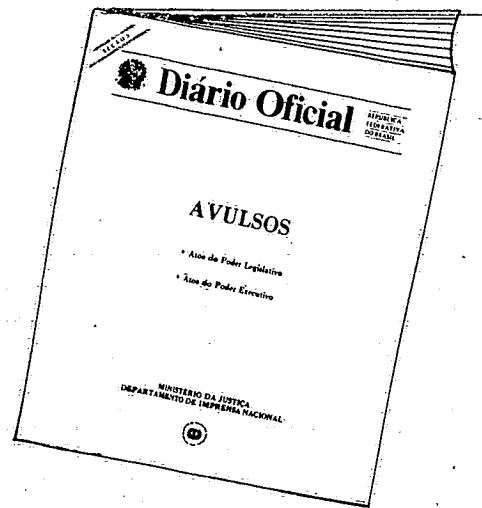 Diário Oficial
REPÚBLICA
FEDERATIVA
DO BRASIL
AVULSOS
* Atos do Poder Legislativo
* Atos do Poder Executivo
MINISTÉRIO DA JUSTIÇA
DEPARTAMENTO DE IMPRENSA NACIONAL